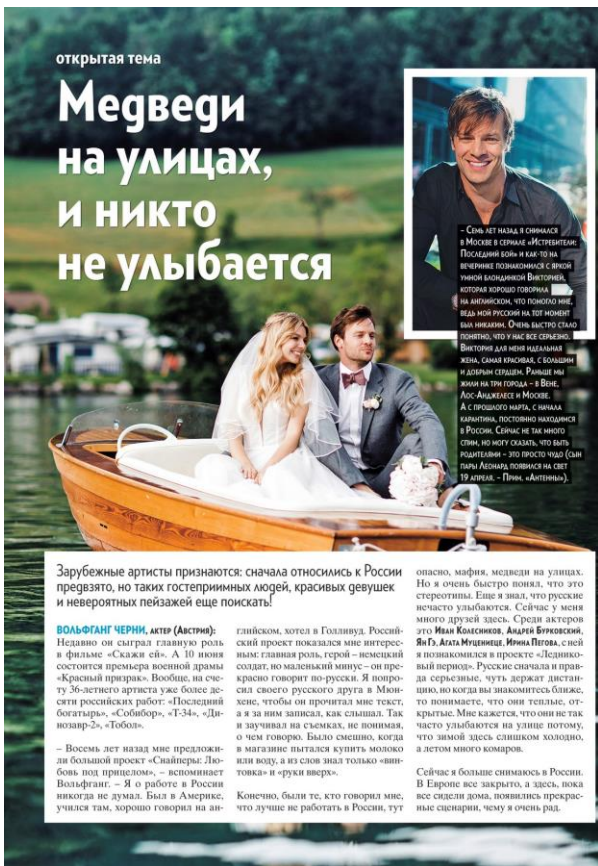 открытая тема
Медведи
на улицах,
и никто
не улыбается
– Семь лет назад я снимался
в Москве в сериале «Истребители:
Последний бой» и как-то на
вечеринке познакомился с яркой
умной блондинкой Викторией,
которая хорошо говорила
на английском, что помогло мне,
ведь мой русский на тот момент
был никаким. Очень быстро стало
понятно, что у нас все серьезно.
Виктория для меня идеальная
жена, самая красивая, с большим
и добрым сердцем. Раньше мы
жили на три города – в Вене,
Лос-Анджелесе и Москве.
А с прошлого марта, с начала
карантина, постоянно находимся
в России. Сейчас не так много
спим, но могу сказать, что быть
родителями – это просто чудо (сын
пары Леонард появился на свет
19 апреля. – Прим. «Антенны»).
Зарубежные артисты признаются: сначала относились к России
предвзято, но таких гостеприимных людей, красивых девушек
и невероятных пейзажей еще поискать!
ВОЛЬФГАНГ ЧЕРНИ, АКТЕР (АВСТРИЯ):
Недавно он сыграл главную роль
в фильме «Скажи ей». А 10 июня
состоится премьера военной драмы
«Красный призрак». Вообще, на сче-
ту 36-летнего артиста уже более де-
сяти российских работ: «Последний
богатырь», «Собибор», «Т-34», «Ди-
нозавр-2», «Тобол».
– Восемь лет назад мне предложи-
ли большой проект «Снайперы: Лю-
бовь под прицелом», – вспоминает
Вольфганг. – Я о работе в России
никогда не думал. Был в Америке,
учился там, хорошо говорил на ан-
глийском, хотел в Голливуд. Россий-
ский проект показался мне интерес-
ным: главная роль, герой – немецкий
солдат, но маленький минус – он пре-
красно говорит по-русски. Я попро-
сил своего русского друга в Мюн-
хене, чтобы он прочитал мне текст,
а я за ним записал, как слышал. Так
и заучивал на съемках, не понимая,
о чем говорю. Было смешно, когда
в магазине пытался купить молоко
или воду, а из слов знал только «вин-
товка» и «руки вверх».
Конечно, были те, кто говорил мне,
что лучше не работать в России, тут
опасно, мафия, медведи на улицах.
Но я очень быстро понял, что это
стереотипы. Еще я знал, что русские
нечасто улыбаются. Сейчас у меня
много друзей здесь. Среди актеров
это Иван Колесников, Андрей Бурковский,
Ян Гэ, Агата Муцениеце, Ирина Пегова, с ней
я познакомился в проекте «Леднико-
вый период». Русские сначала и прав-
да серьезные, чуть держат дистан-
цию, но когда вы знакомитесь ближе,
то понимаете, что они теплые, от-
крытые. Мне кажется, что они не так
часто улыбаются на улице потому,
что зимой здесь слишком холодно,
а летом много комаров.
Сейчас я больше снимаюсь в России.
В Европе все закрыто, а здесь, пока
все сидели дома, появились прекрас-
ные сценарии, чему я очень рад.